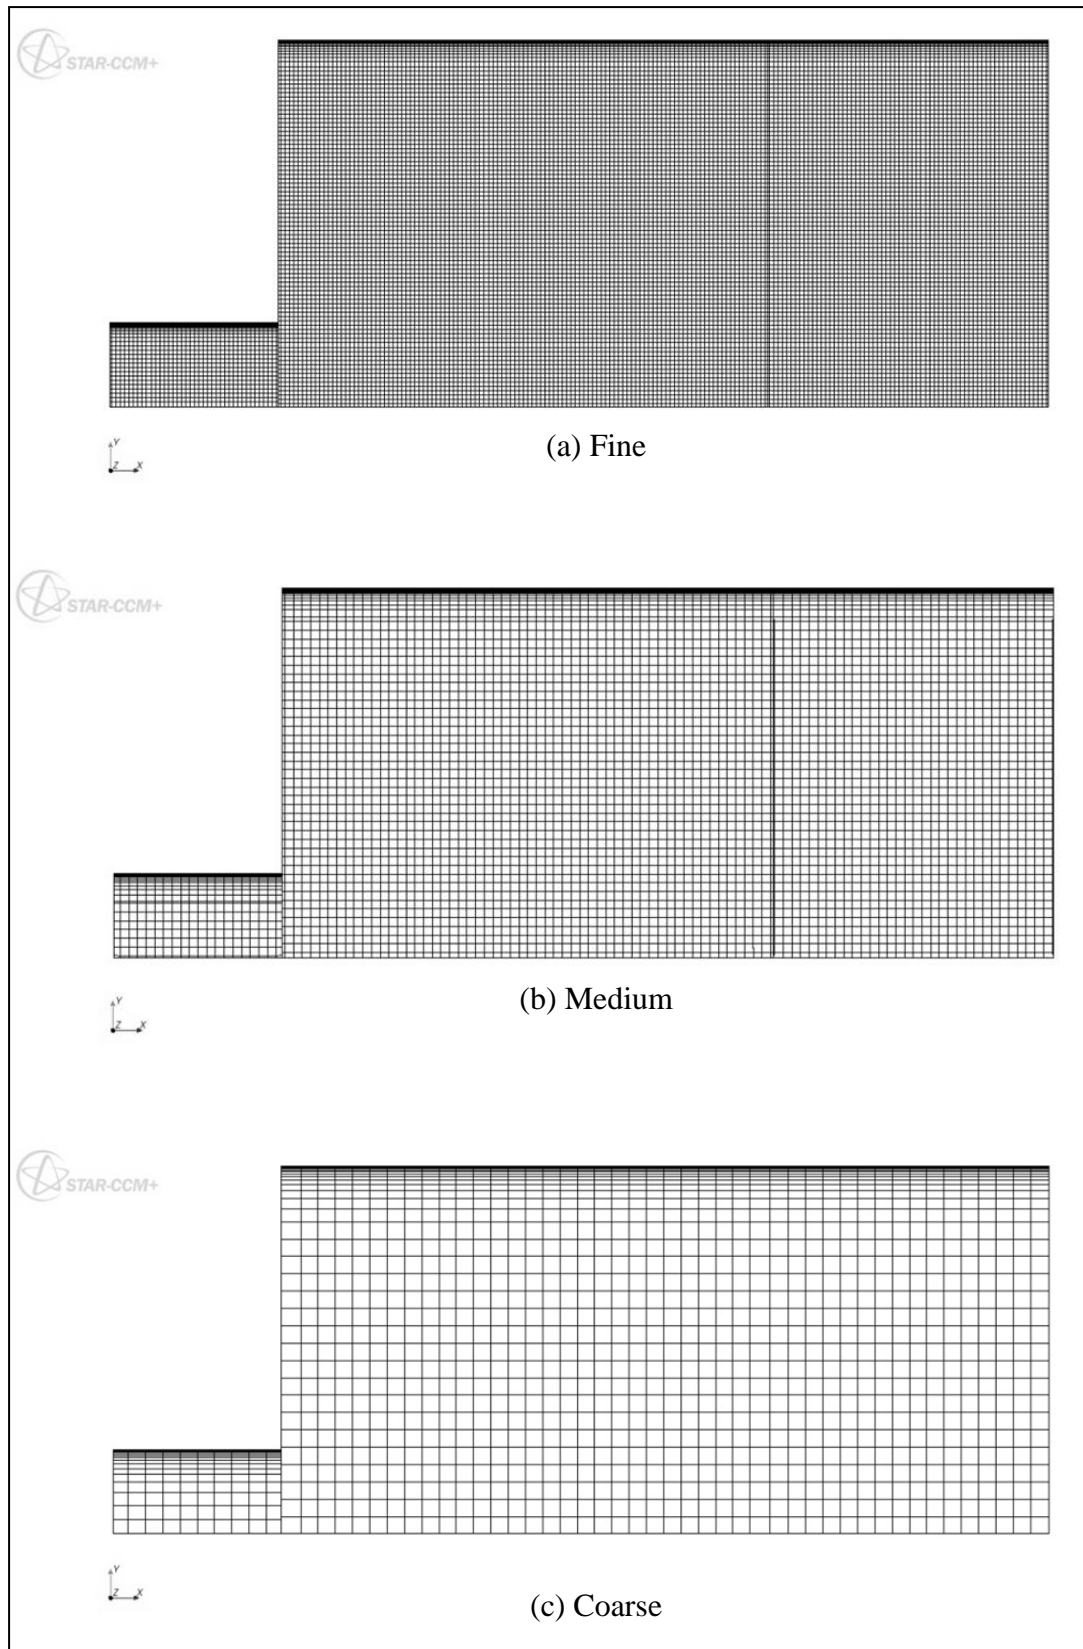 STAR-CCM+
(a) Fine
Y
Z X
STAR-CCM+
(b) Medium
Y
Z X
STAR-CCM+
(c) Coarse
Y
Z X